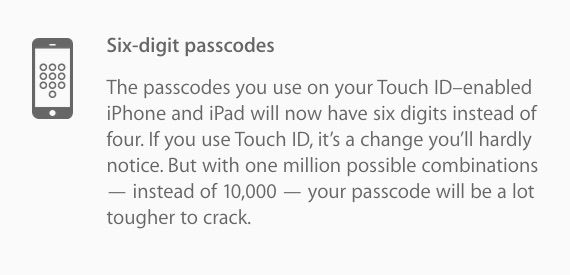 Six-digit passcodes
The passcodes you use on your Touch ID–enabled
iPhone and iPad will now have six digits instead of
four. If you use Touch ID, it’s a change you’ll hardly
notice. But with one million possible combinations
— instead of 10,000 — your passcode will be a lot
tougher to crack.